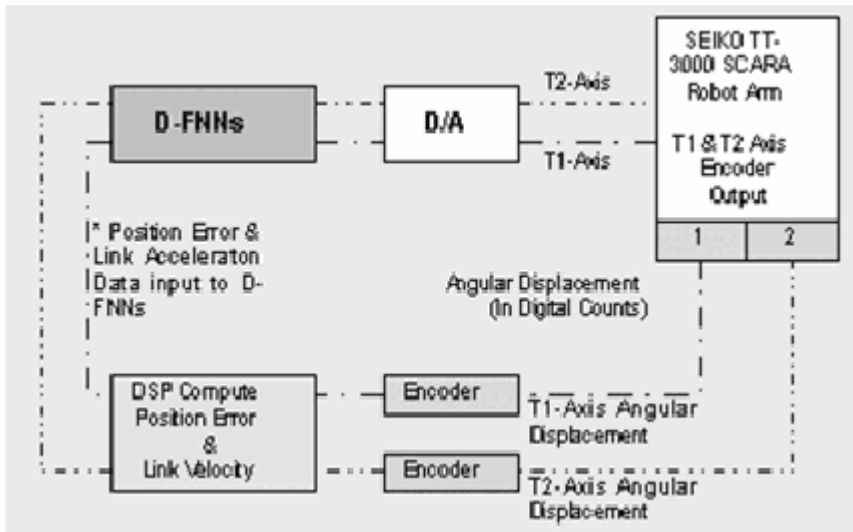 SEIKO TT-
3000 SCARA
Robot Arm
T1 & T2 Axis
Encoder
Output
1
2
T2-Axis
D-FNNs
D/A
T1-Axis
* Position Error &
Link Acceleraton
Data input to D-
FNNs
Angular Displacement
(In Digital Counts)
DSP Compute
Position Error
&
Link Velocity
Encoder
T1-Axis Angular
Displacement
Encoder
T2-Axis Angular
Displacement